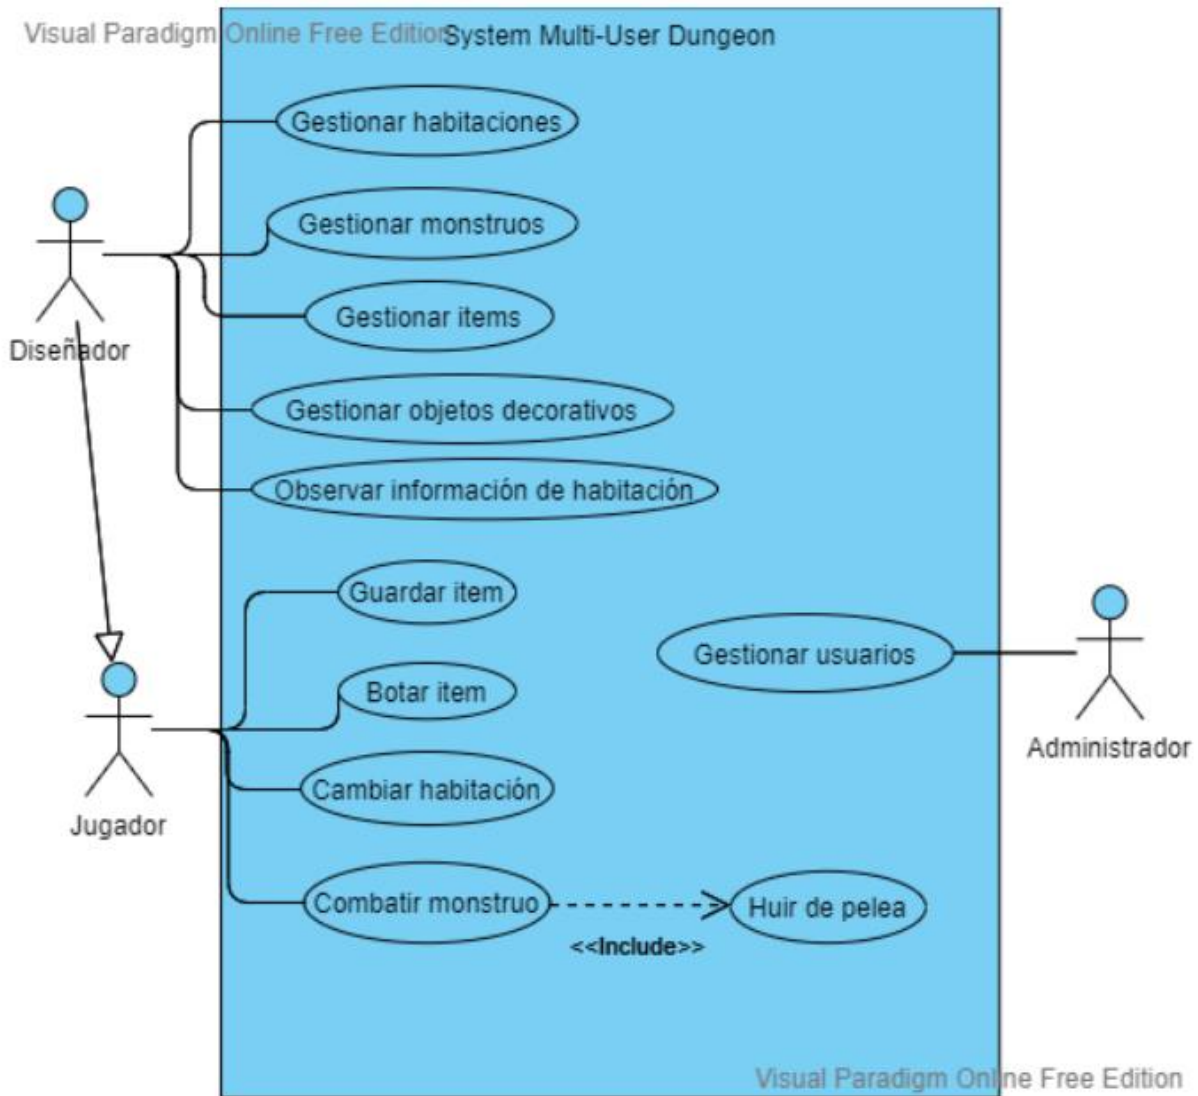 Visual Paradigm Online Free Edition
System Multi-User Dungeon
Gestionar habitaciones
Gestionar monstruos
Gestionar items
Diseñador
Gestionar objetos decorativos
Observar información de habitación
Guardar item
Gestionar usuarios
Botar item
Administrador
Cambiar habitación
Jugador
Combatir monstruo
Huir de pelea
<<Include>>
Visual Paradigm Online Free Edition